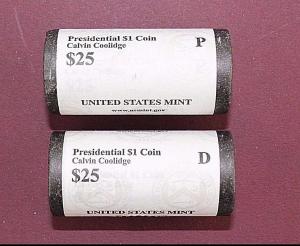 Presidential $1 Coin P
Calvin Coolidge
$25
UNITED STATES MINT
www.usmint.gov
Presidential $1 Coin D
Calvin Coolidge
$25
UNITED STATES MINT